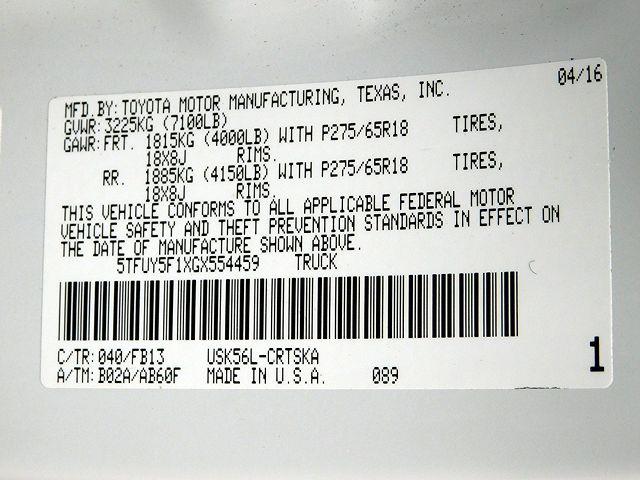 04/16
MFD.BY: TOYOTA MOTOR MANUFACTURING, TEXAS, INC.
GVWR: 3225KG (7100LB)
GAWR: FRT. 1815KG (4000LB) WITH P275/65R18 TIRES,
18X8J RIMS.
RR. 1885KG (4150LB) WITH P275/65R18 TIRES,
18X8J RIMS.
THIS VEHICLE CONFORMS TO ALL APPLICABLE FEDERAL MOTOR
VEHICLE SAFETY AND THEFT PREVENTION STANDARDS IN EFFECT ON
THE DATE OF MANUFACTURE SHOWN ABOVE.
5TFUY5F1XGX554459 TRUCK
C/TR: 040/FB13 USK56L-CRTSKA
A/TM: B02A/AB60F MADE IN U.S.A. 089
1